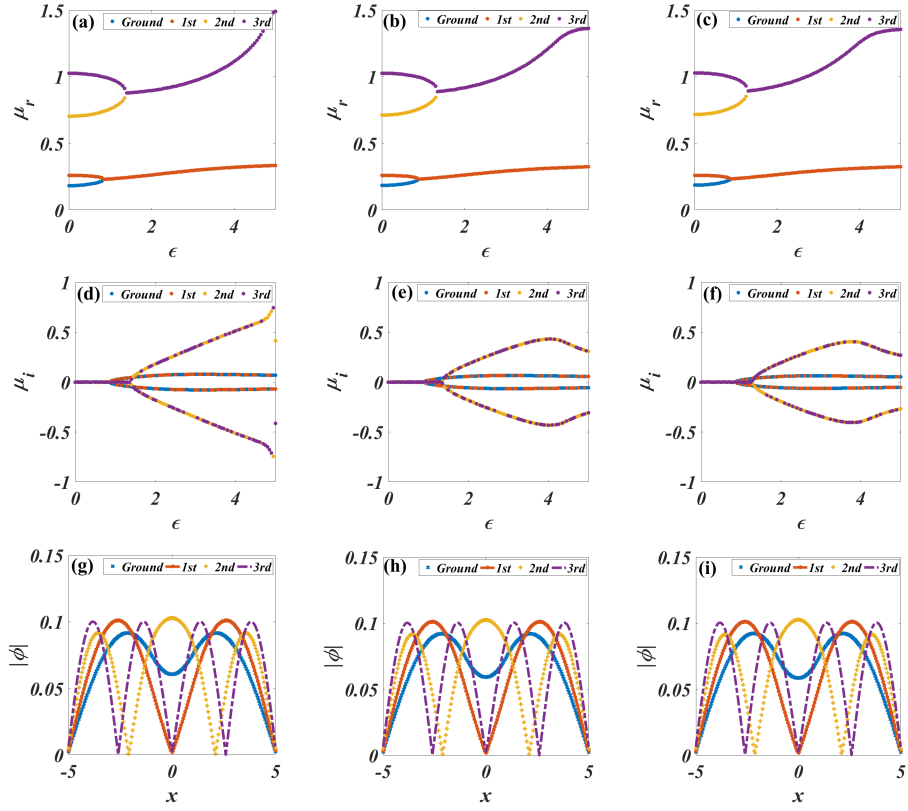 (a) Ground 1st 2nd 3rd
1.5
1
0.5
0
μr
0 2 4
ϵ
(b) Ground 1st 2nd 3rd
1.5
1
0.5
0
μr
0 2 4
ϵ
(c) Ground 1st 2nd 3rd
1.5
1
0.5
0
μr
0 2 4
ϵ
(d) Ground 1st 2nd 3rd
1
0.5
0
-0.5
-1
μi
0 2 4
ϵ
(e) Ground 1st 2nd 3rd
1
0.5
0
-0.5
-1
μi
0 2 4
ϵ
(f) Ground 1st 2nd 3rd
1
0.5
0
-0.5
-1
μi
0 2 4
ϵ
(g) Ground 1st 2nd 3rd
0.15
0.1
0.05
0
|ϕ|
-5 0 5
x
(h) Ground 1st 2nd 3rd
0.15
0.1
0.05
0
|ϕ|
-5 0 5
x
(i) Ground 1st 2nd 3rd
0.15
0.1
0.05
0
|ϕ|
-5 0 5
x